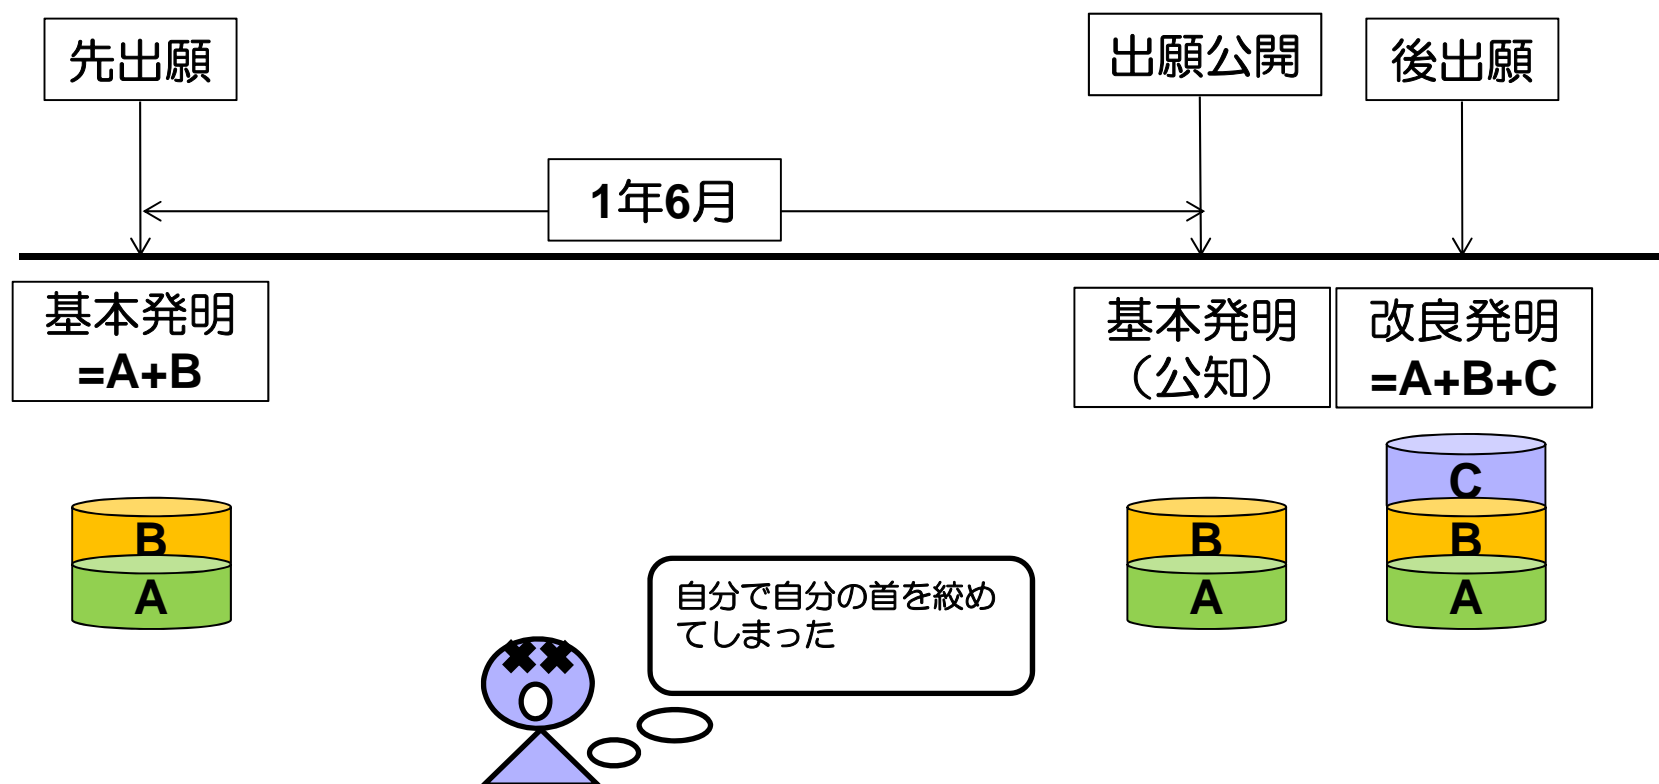 先出願
出願公開
後出願
1年6月
基本発明
=A+B
基本発明
（公知）
改良発明
=A+B+C
B
A
B
A
C
B
A
自分で自分の首を絞め
てしまった